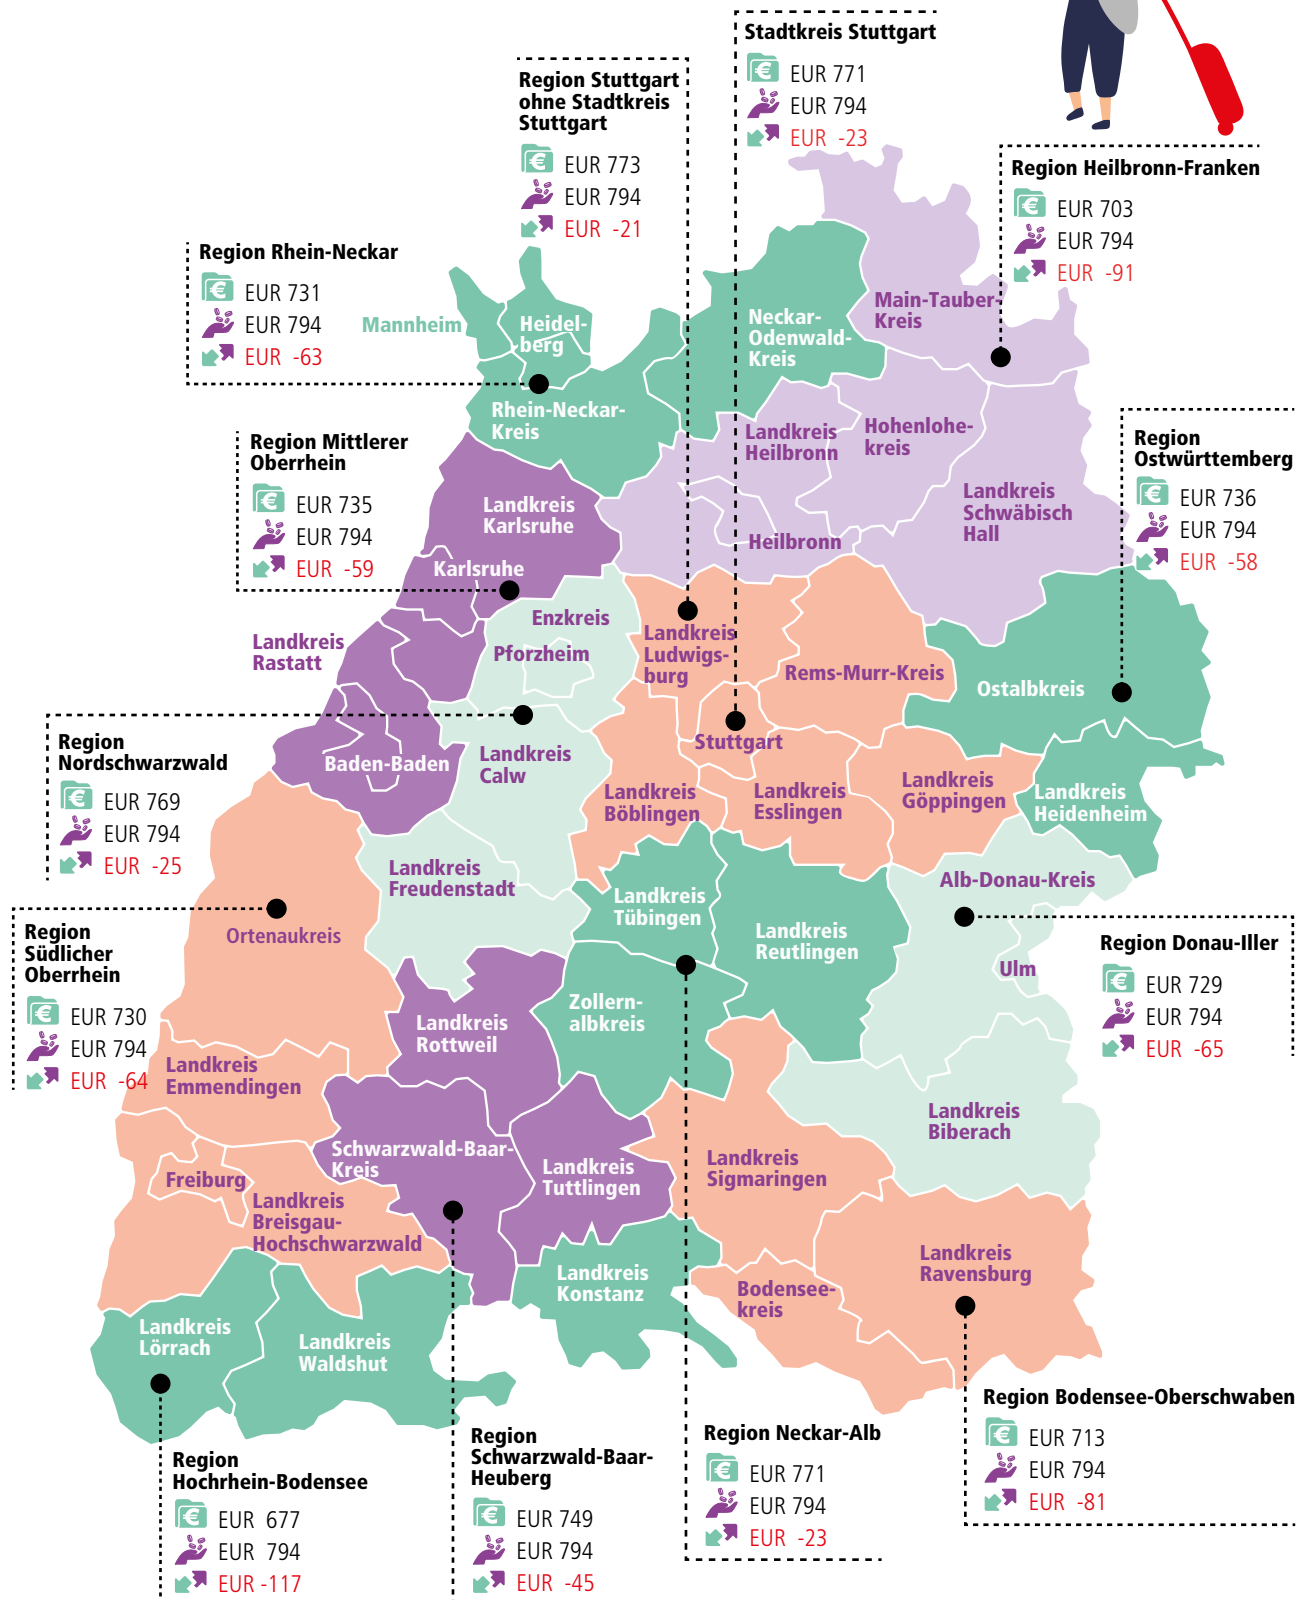 Stadtkreis Stuttgart
EUR 771
EUR 794
EUR -23
Region Stuttgart
ohne Stadtkreis
Stuttgart
EUR 773
EUR 794
EUR -21
Region Heilbronn-Franken
EUR 703
EUR 794
EUR -91
Region Rhein-Neckar
EUR 731
EUR 794
EUR -63
Region Mittlerer
Oberrhein
EUR 735
EUR 794
EUR -59
Region
Ostwürttemberg
EUR 736
EUR 794
EUR -58
Region
Nordschwarzwald
EUR 769
EUR 794
EUR -25
Region
Südlicher
Oberrhein
EUR 730
EUR 794
EUR -64
Region Donau-Iller
EUR 729
EUR 794
EUR -65
Region
Hochrhein-Bodensee
EUR 677
EUR 794
EUR -117
Region
Schwarzwald-Baar-
Heuberg
EUR 749
EUR 794
EUR -45
Region Neckar-Alb
EUR 771
EUR 794
EUR -23
Region Bodensee-Oberschwaben
EUR 713
EUR 794
EUR -81
Mannheim
Heidel-
berg
Rhein-Neckar-
Kreis
Neckar-
Odenwald-
Kreis
Main-Tauber-
Kreis
Landkreis
Heilbronn
Hohenlohe-
kreis
Landkreis
Schwäbisch
Hall
Heilbronn
Landkreis
Karlsruhe
Karlsruhe
Landkreis
Rastatt
Baden-Baden
Enzkreis
Pforzheim
Landkreis
Calw
Landkreis
Freudenstadt
Landkreis
Ludwigs-
burg
Rems-Murr-Kreis
Stuttgart
Landkreis
Böblingen
Landkreis
Esslingen
Landkreis
Göppingen
Ostalbkreis
Landkreis
Heidenheim
Alb-Donau-Kreis
Ulm
Landkreis
Biberach
Landkreis
Tübingen
Landkreis
Reutlingen
Zollern-
albkreis
Ortenaukreis
Landkreis
Emmendingen
Freiburg
Landkreis
Breisgau-
Hochschwarzwald
Landkreis
Rottweil
Schwarzwald-Baar-
Kreis
Landkreis
Tuttlingen
Landkreis
Sigmaringen
Landkreis
Ravensburg
Bodensee-
kreis
Landkreis
Konstanz
Landkreis
Lörrach
Landkreis
Waldshut